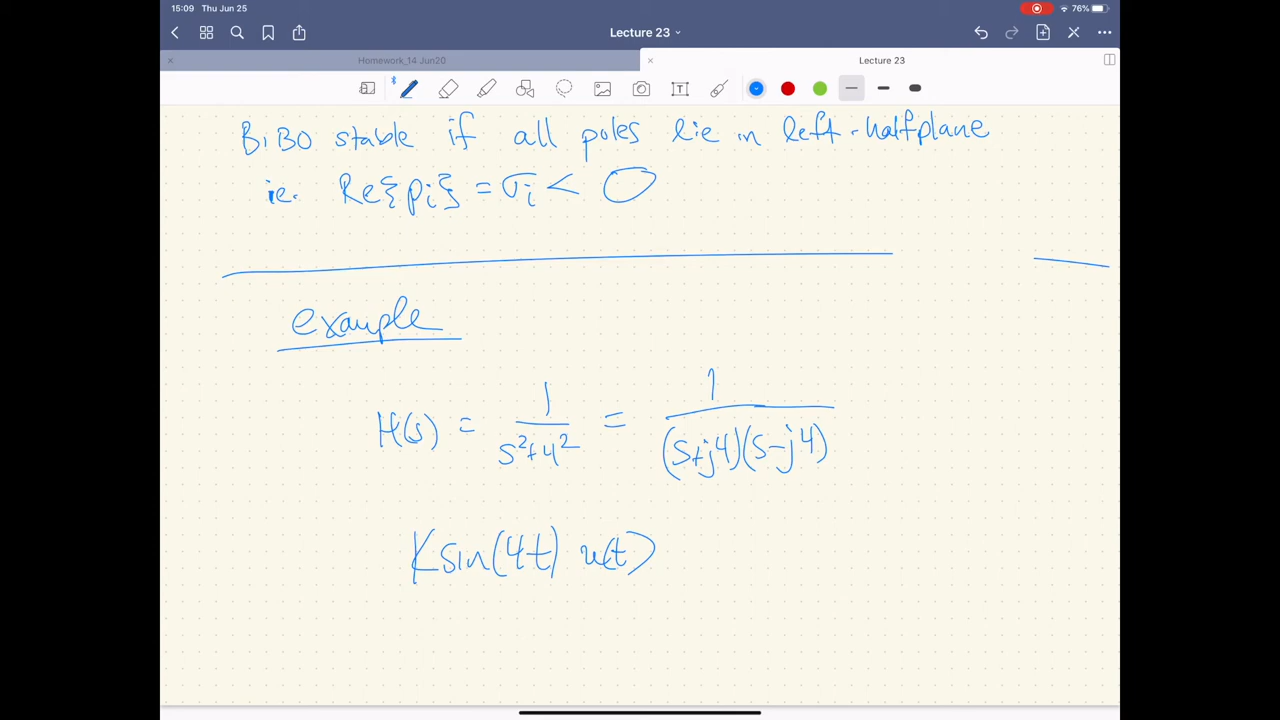 15:09 Thu Jun 25
76%
Lecture 23
Homework_14 Jun20
Lecture 23
BIBO stable if all poles lie in left-halfplane
ie. Re{pi} = σi < 0
example
H(s) = 1/(s²+4²) = 1/((s+j4)(s-j4))
K sin(4t) u(t)